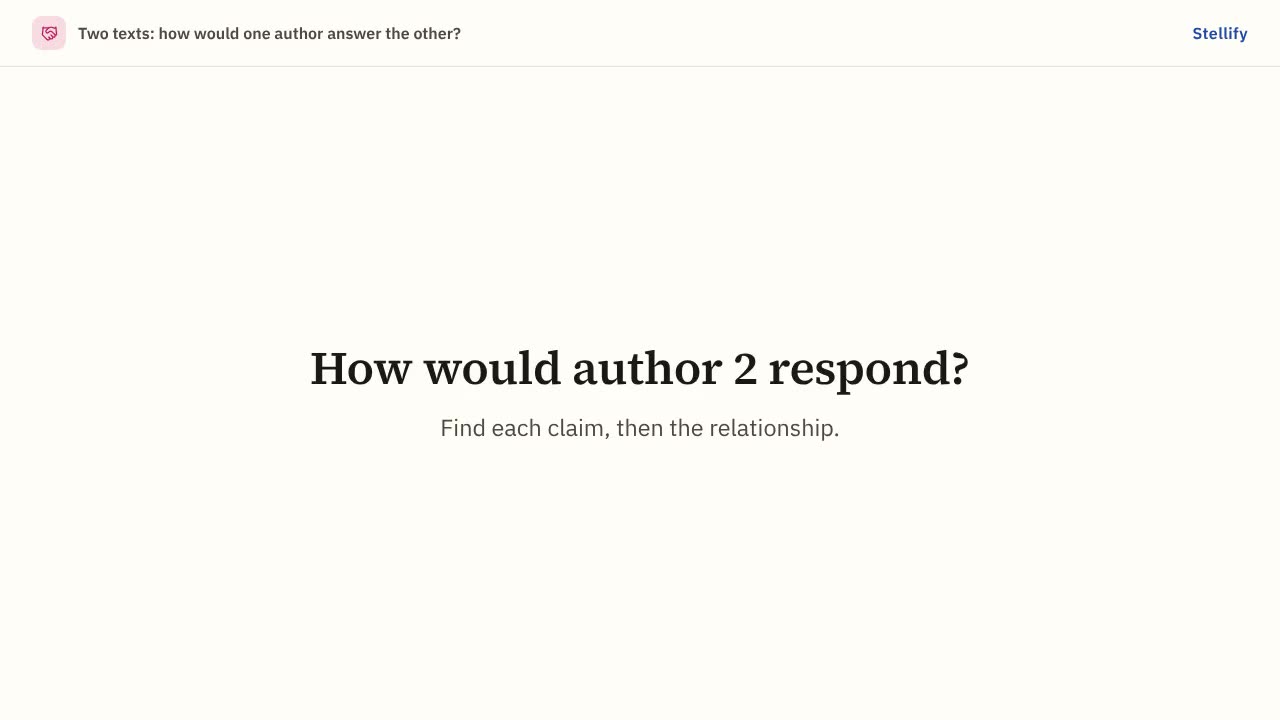 Two texts: how would one author answer the other?
Stellify
How would author 2 respond?
Find each claim, then the relationship.